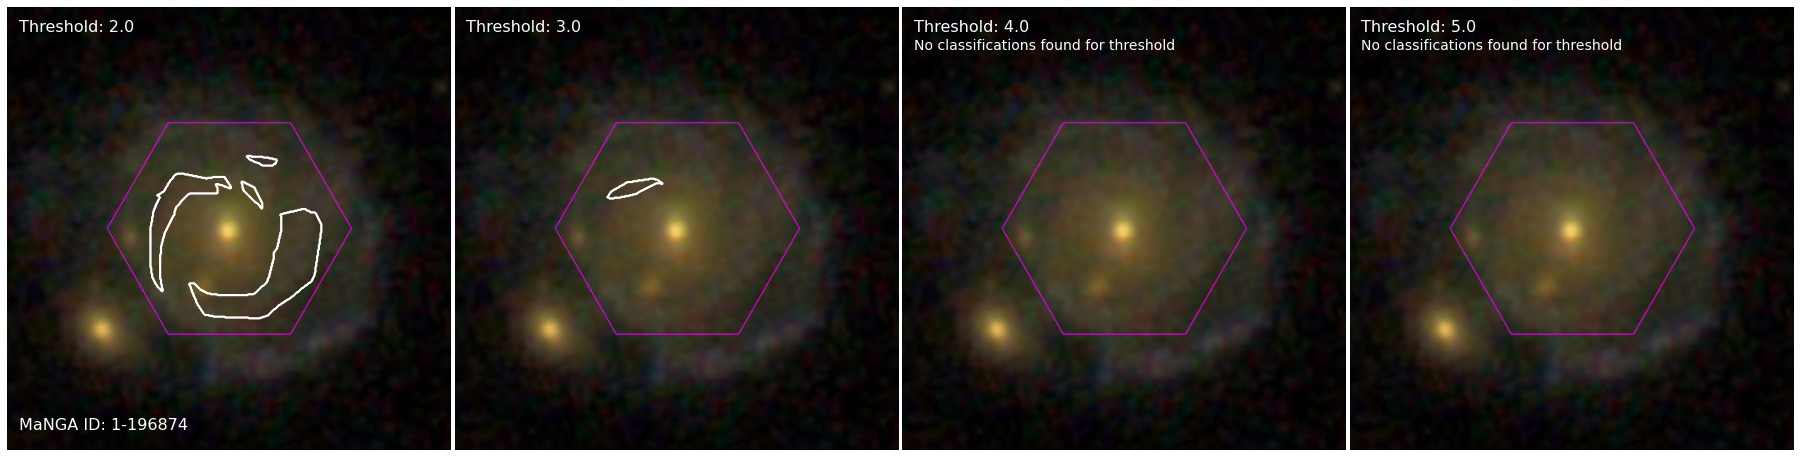 Threshold: 2.0
MaNGA ID: 1-196874
Threshold: 3.0
Threshold: 4.0
No classifications found for threshold
Threshold: 5.0
No classifications found for threshold